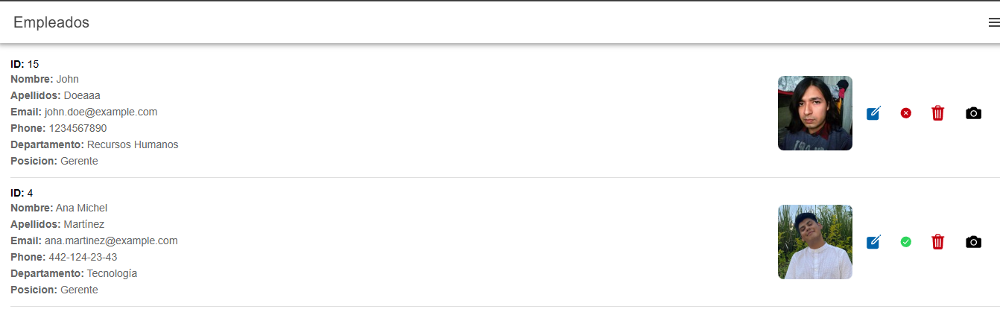 Empleados
ID: 15
Nombre: John
Apellidos: Doeaaa
Email: john.doe@example.com
Phone: 1234567890
Departamento: Recursos Humanos
Posicion: Gerente
ID: 4
Nombre: Ana Michel
Apellidos: Martínez
Email: ana.martinez@example.com
Phone: 442-124-23-43
Departamento: Tecnología
Posicion: Gerente